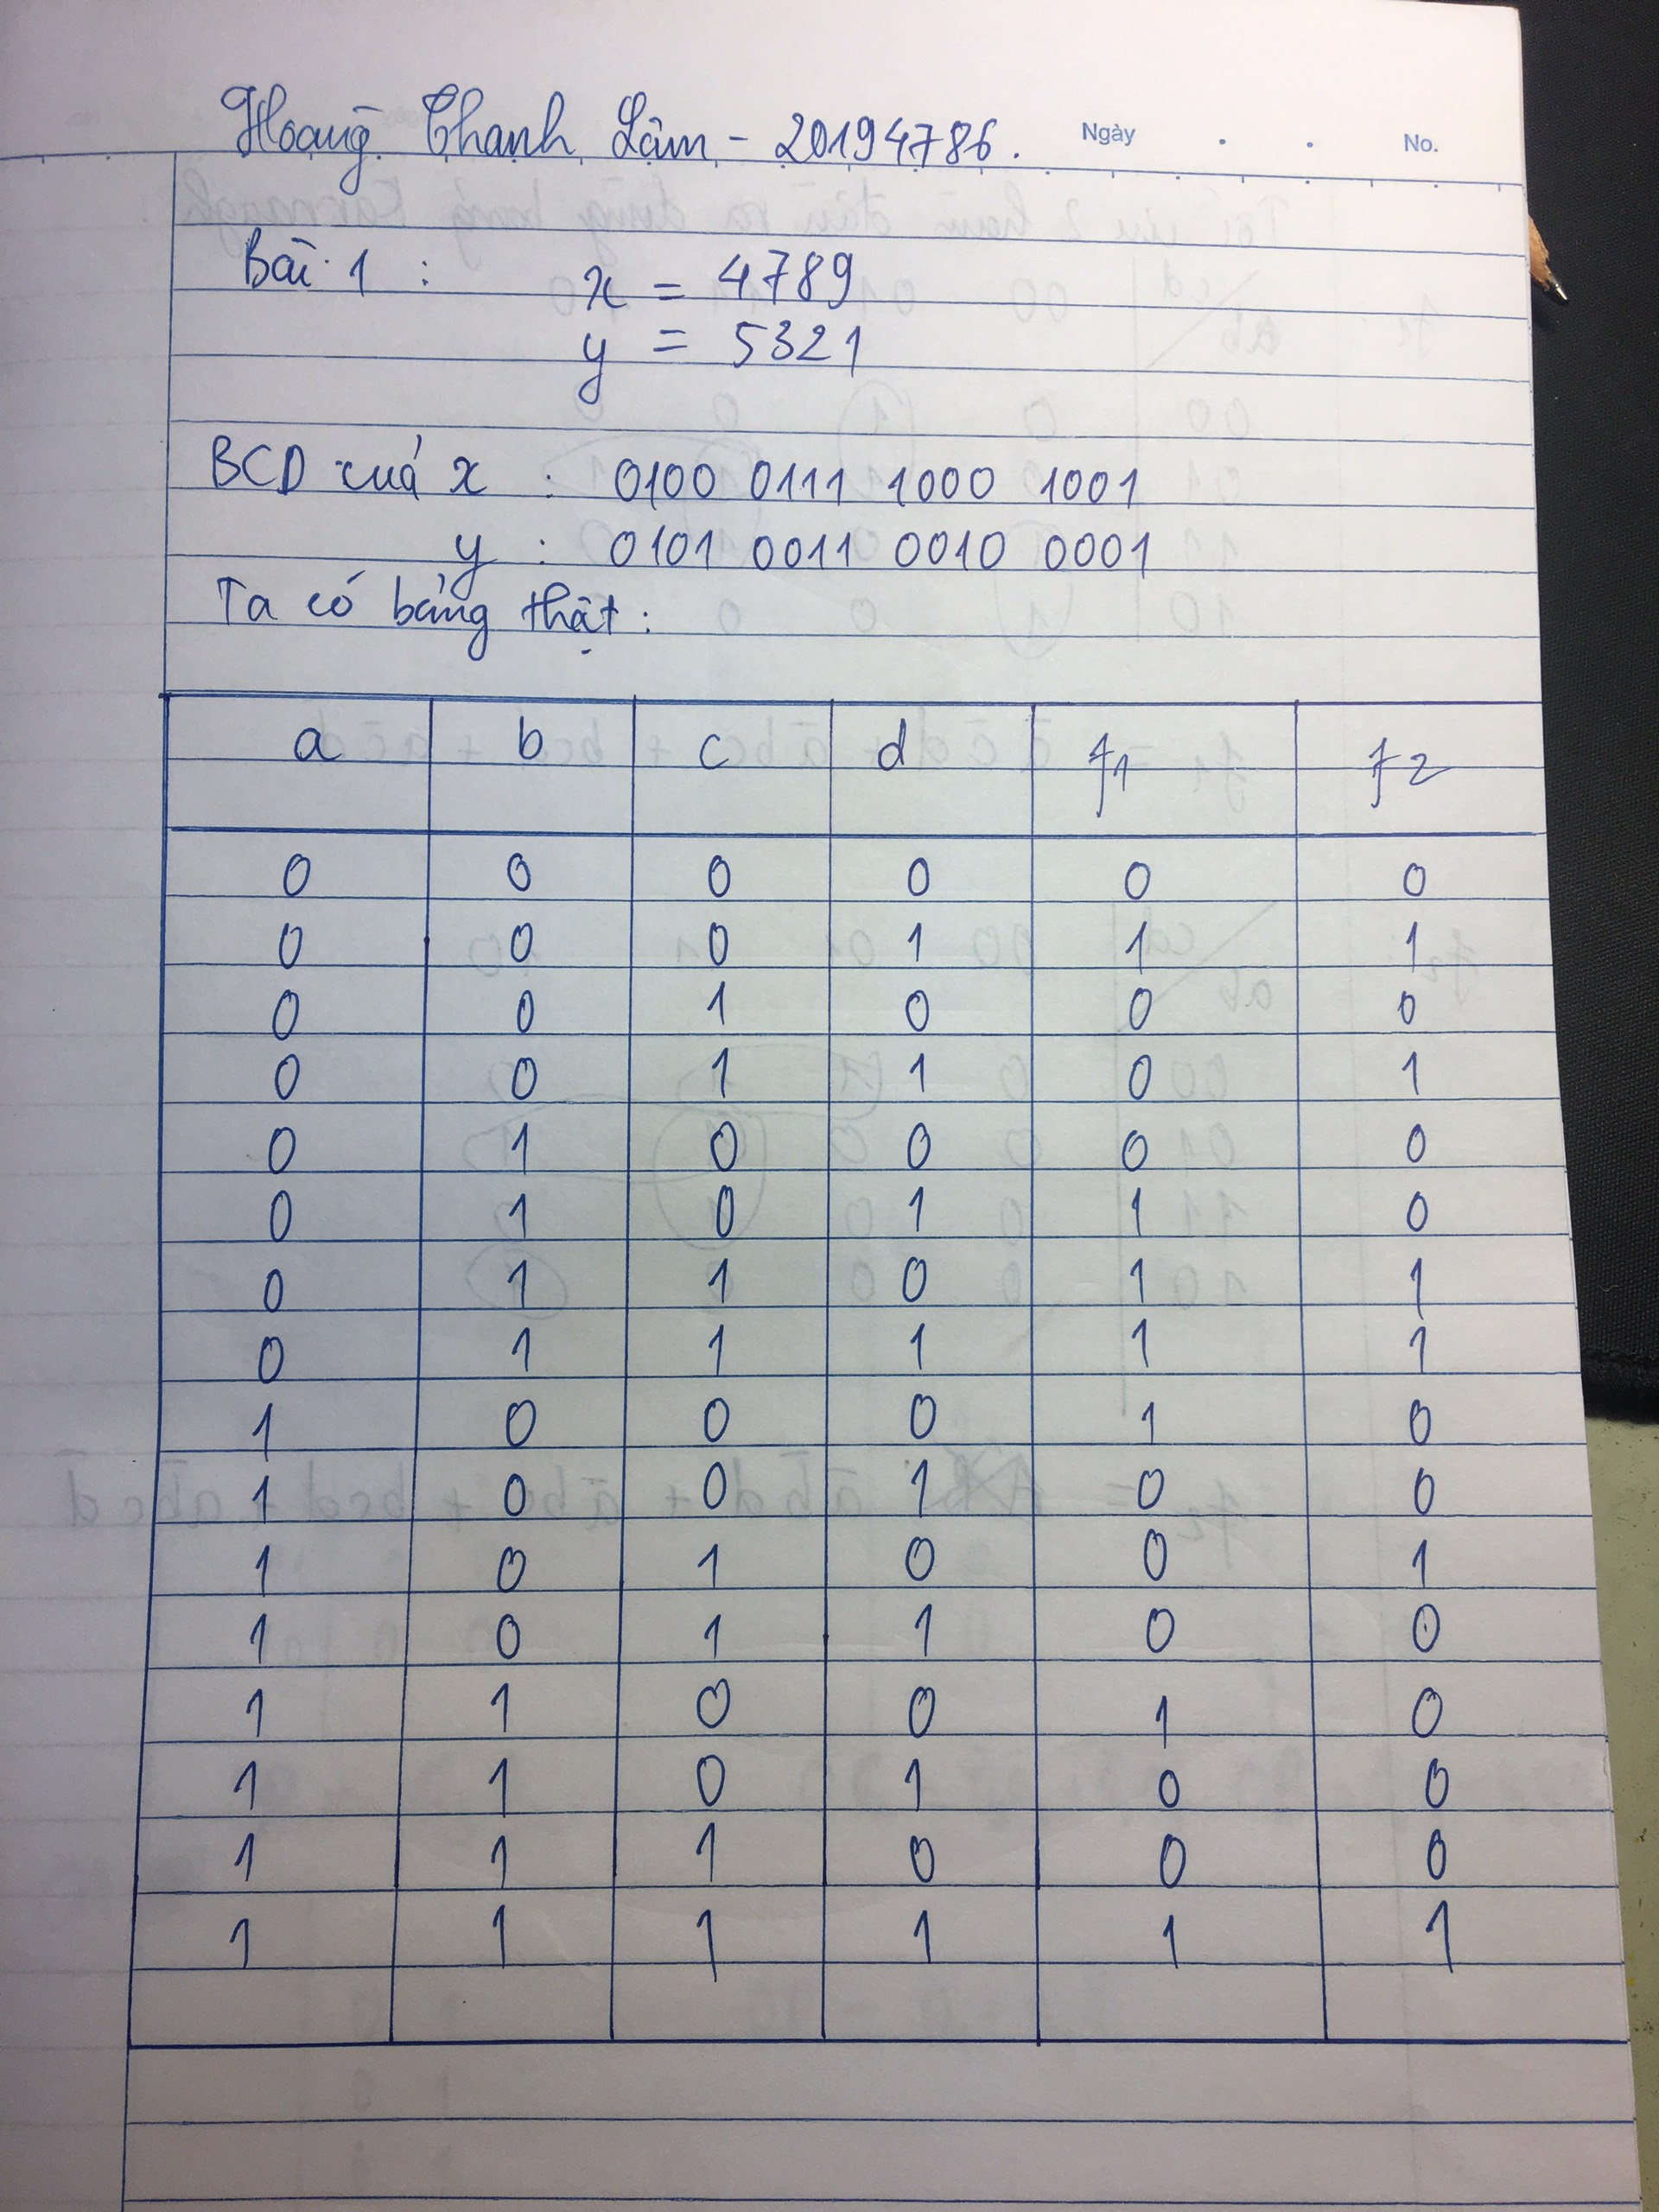 Hoàng Thanh Lâm - 20194786.
Ngày . . No.
Bài 1 : x = 4789
y = 5321
BCD cuả x : 0100 0111 1000 1001
y : 0101 0011 0010 0001
Ta có bảng thật :
a b c d f1 f2
0 0 0 0 0 0
0 0 0 1 1 1
0 0 1 0 0 0
0 0 1 1 0 1
0 1 0 0 0 0
0 1 0 1 1 0
0 1 1 0 1 1
0 1 1 1 1 1
1 0 0 0 1 0
1 0 0 1 0 0
1 0 1 0 0 1
1 0 1 1 0 0
1 1 0 0 1 0
1 1 0 1 0 0
1 1 1 0 0 0
1 1 1 1 1 1